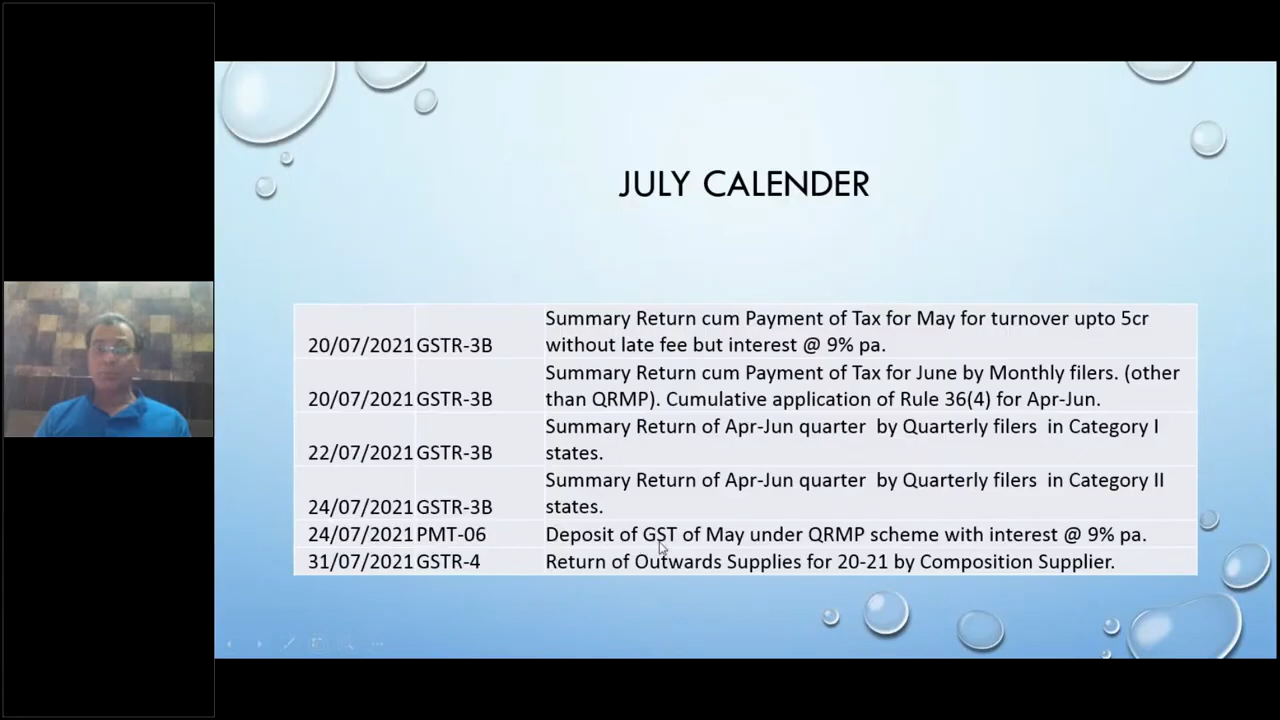 JULY CALENDER
Summary Return cum Payment of Tax for May for turnover upto 5cr
20/07/2021 GSTR-3B without late fee but interest @ 9% pa.
Summary Return cum Payment of Tax for June by Monthly filers. (other
20/07/2021 GSTR-3B than QRMP). Cumulative application of Rule 36(4) for Apr-Jun.
Summary Return of Apr-Jun quarter by Quarterly filers in Category I
22/07/2021 GSTR-3B states.
Summary Return of Apr-Jun quarter by Quarterly filers in Category II
24/07/2021 GSTR-3B states.
24/07/2021 PMT-06 Deposit of GST of May under QRMP scheme with interest @ 9% pa.
31/07/2021 GSTR-4 Return of Outwards Supplies for 20-21 by Composition Supplier.